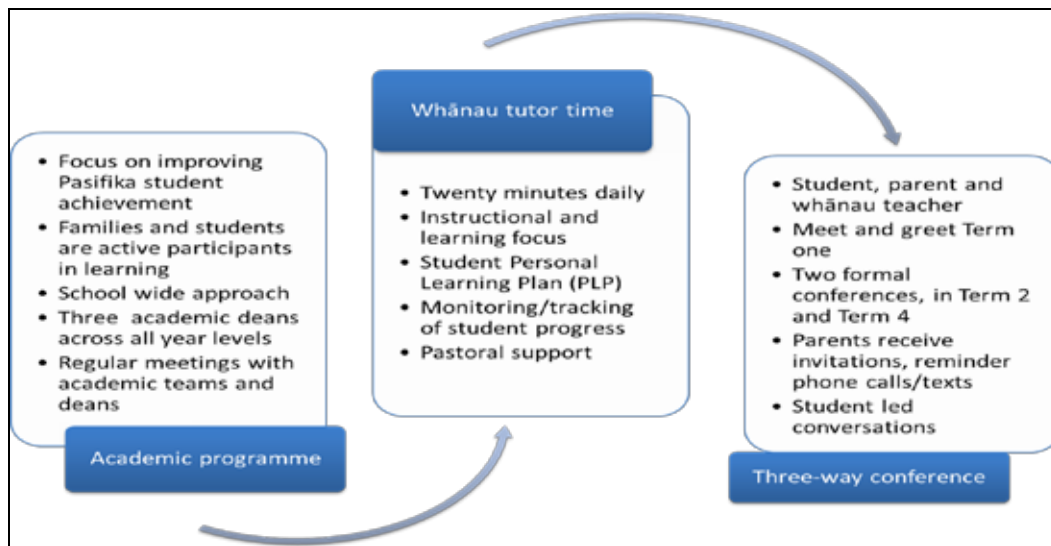 • Focus on improving
Pasifika student
achievement
• Families and students
are active participants
in learning
• School wide approach
• Three academic deans
across all year levels
• Regular meetings with
academic teams and
deans
Academic programme
Whānau tutor time
• Twenty minutes daily
• Instructional and
learning focus
• Student Personal
Learning Plan (PLP)
• Monitoring/tracking
of student progress
• Pastoral support
• Student, parent and
whānau teacher
• Meet and greet Term
one
• Two formal
conferences, in Term 2
and Term 4
• Parents receive
invitations, reminder
phone calls/texts
• Student led
conversations
Three-way conference